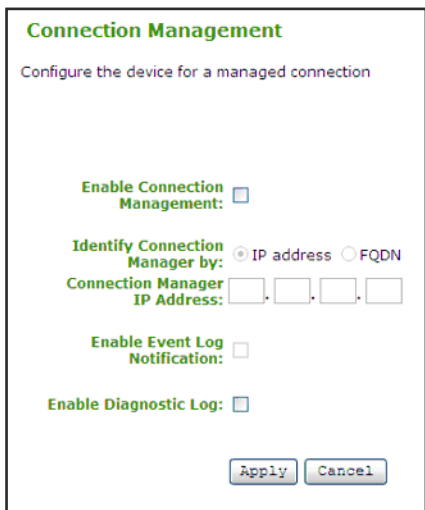 Connection Management
Configure the device for a managed connection
Enable Connection
Management:
Identify Connection
Manager by: IP address FQDN
Connection Manager
IP Address: . . .
Enable Event Log
Notification:
Enable Diagnostic Log:
Apply Cancel